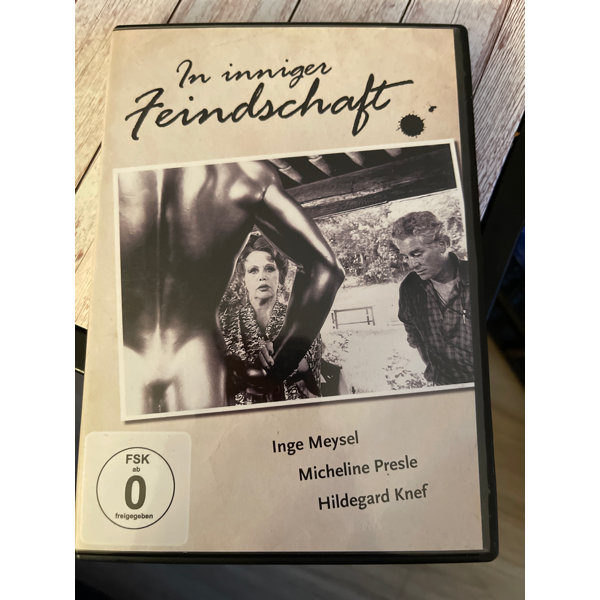 In inniger
Feindschaft
Inge Meysel
Micheline Presle
Hildegard Knef
FSK
ab
0
freigegeben